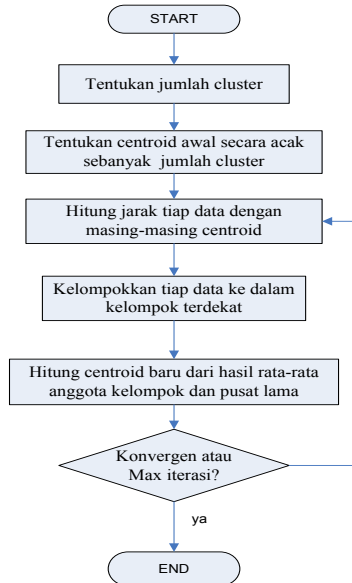 START
Tentukan jumlah cluster
Tentukan centroid awal secara acak
sebanyak jumlah cluster
Hitung jarak tiap data dengan
masing-masing centroid
Kelompokkan tiap data ke dalam
kelompok terdekat
Hitung centroid baru dari hasil rata-rata
anggota kelompok dan pusat lama
Konvergen atau
Max iterasi?
ya
END